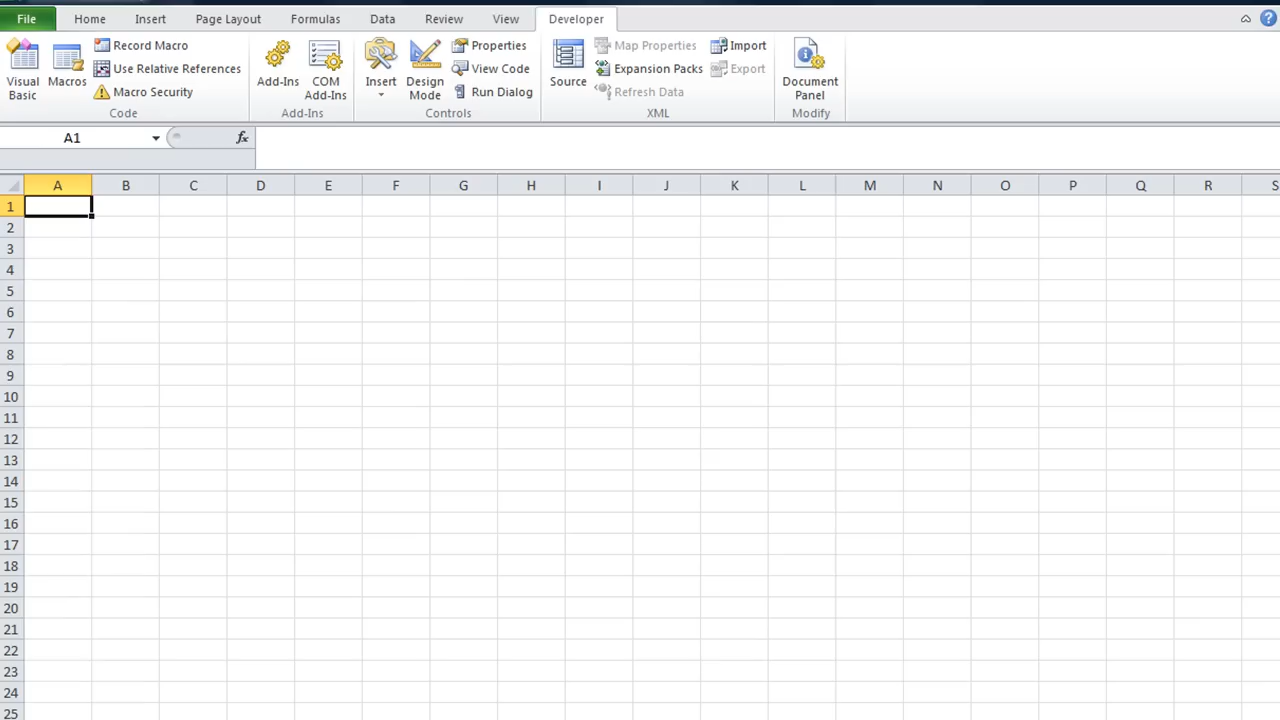 File Home Insert Page Layout Formulas Data Review View Developer
Visual Basic
Macros
Record Macro
Use Relative References
Macro Security
Code
Add-Ins
COM Add-Ins
Add-Ins
Insert
Design Mode
Properties
View Code
Run Dialog
Controls
Source
Map Properties
Expansion Packs
Refresh Data
Import
Export
XML
Document Panel
Modify
A1 fx
A B C D E F G H I J K L M N O P Q R S
1
2
3
4
5
6
7
8
9
10
11
12
13
14
15
16
17
18
19
20
21
22
23
24
25